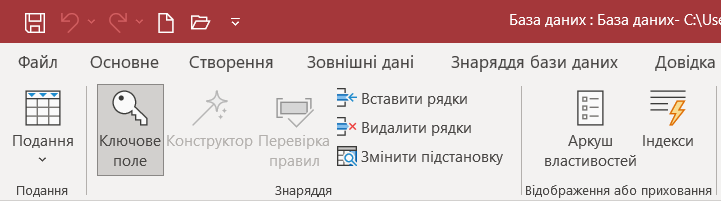 База даних : База даних- C:\Use
Файл Основне Створення Зовнішні дані Знаряддя бази даних Довідка
Подання
Ключове поле
Конструктор
Перевірка правил
Вставити рядки
Видалити рядки
Змінити підстановку
Аркуш властивостей
Індекси
Подання Знаряддя Відображення або приховання